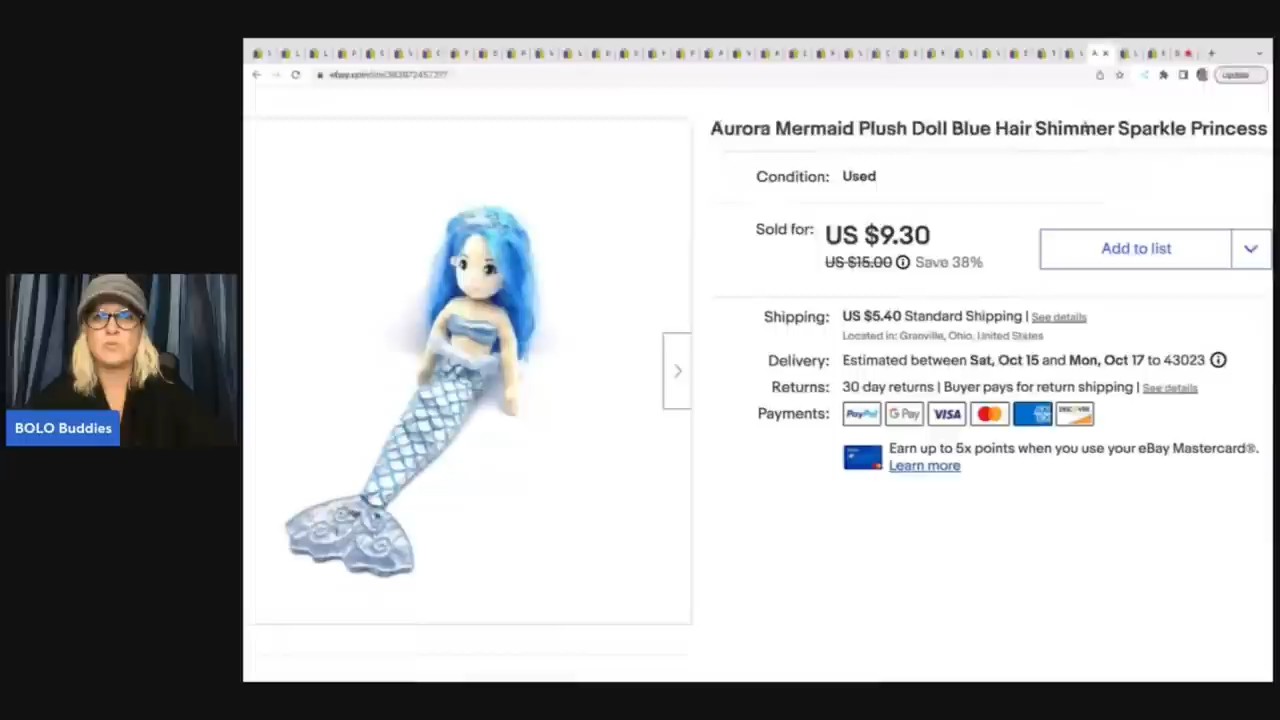 Aurora Mermaid Plush Doll Blue Hair Shimmer Sparkle Princess
Condition: Used
Sold for: US $9.30
US $15.00 Save 38%
Add to list
Shipping: US $5.40 Standard Shipping | See details
Located in: Granville, Ohio, United States
Delivery: Estimated between Sat, Oct 15 and Mon, Oct 17 to 43023
Returns: 30 day returns | Buyer pays for return shipping | See details
Payments: PayPal G Pay VISA DISCOVER
Earn up to 5x points when you use your eBay Mastercard®.
Learn more
BOLO Buddies